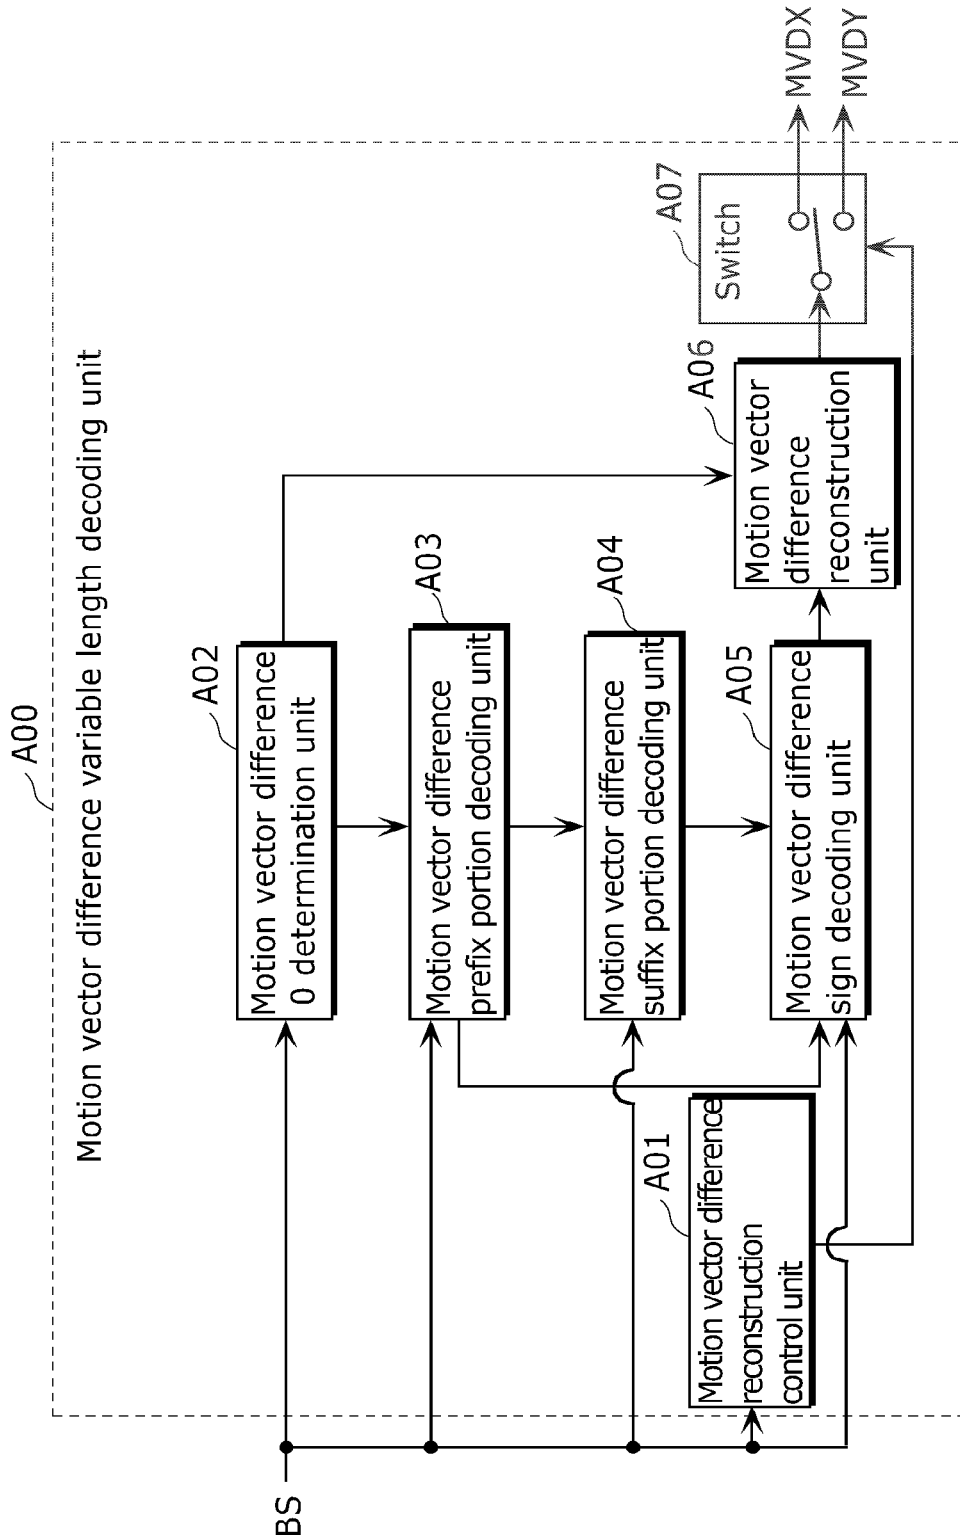 A00
Motion vector difference variable length decoding unit
BS
A02
Motion vector difference
0 determination unit
A03
Motion vector difference
prefix portion decoding unit
A04
Motion vector difference
suffix portion decoding unit
A01
Motion vector difference
reconstruction
control unit
A05
Motion vector difference
sign decoding unit
A06
Motion vector
difference
reconstruction
unit
A07
Switch
MVDX
MVDY